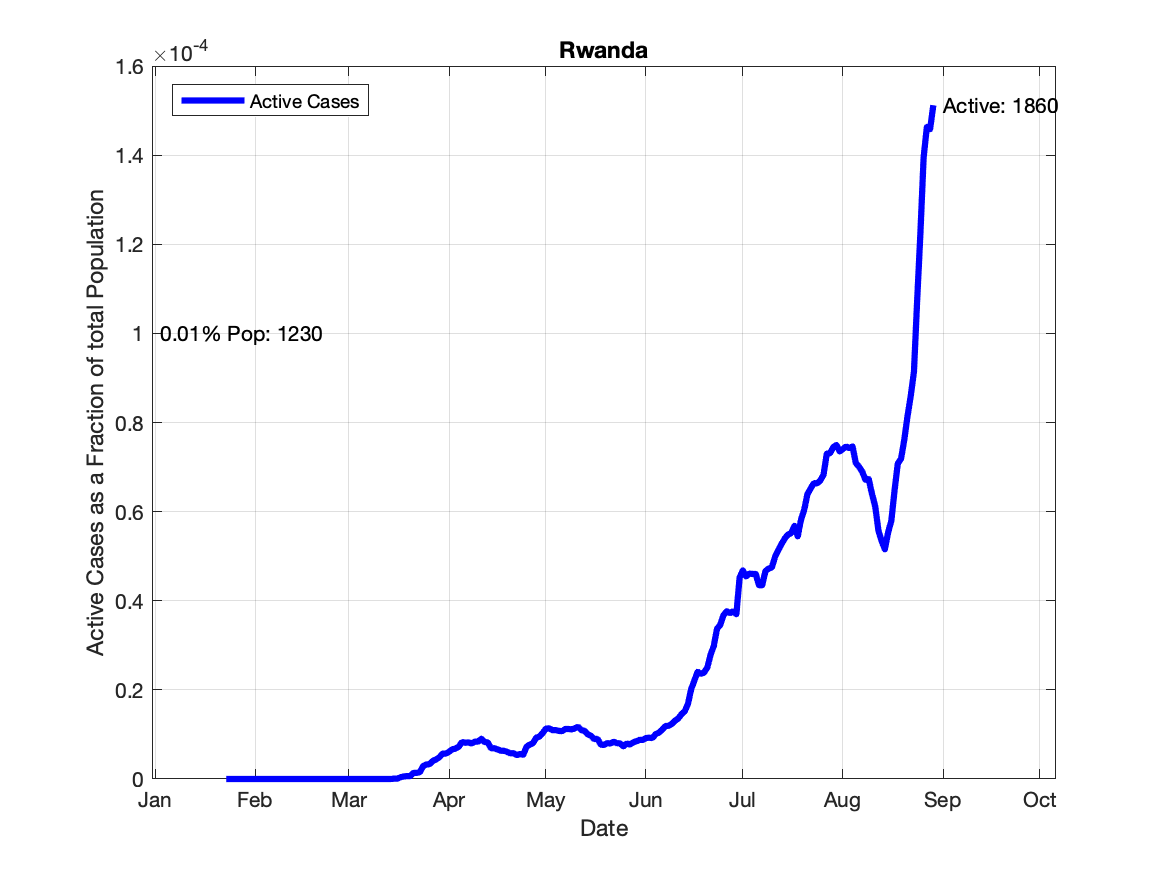 Rwanda
×10-4
1.6
1.4
1.2
1
0.8
0.6
0.4
0.2
0
Active Cases
Active: 1860
0.01% Pop: 1230
Active Cases as a Fraction of total Population
Jan Feb Mar Apr May Jun Jul Aug Sep Oct
Date